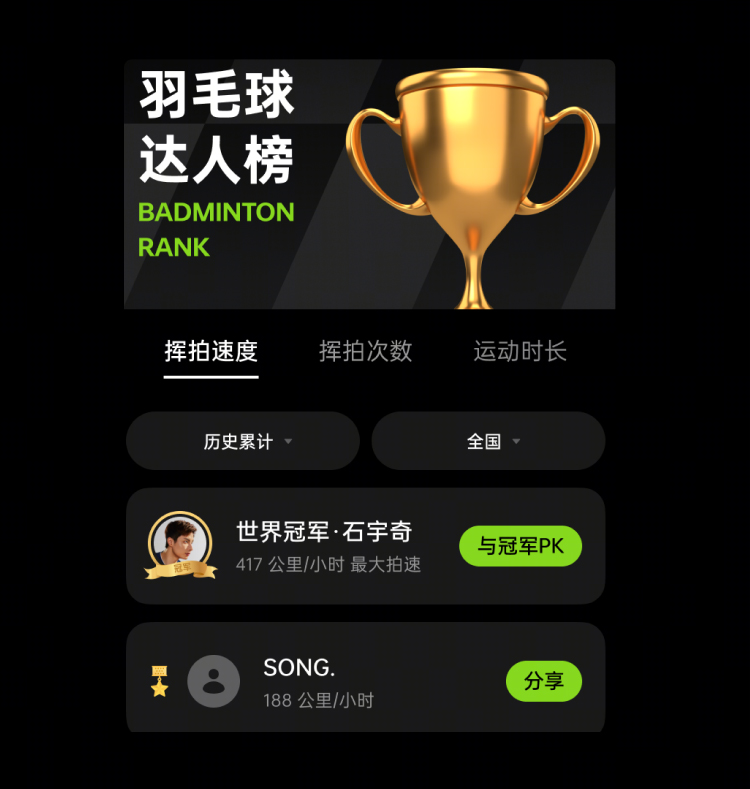 羽毛球
达人榜
BADMINTON
RANK
挥拍速度 挥拍次数 运动时长
历史累计 全国
世界冠军·石宇奇
417 公里/小时 最大拍速
与冠军PK
冠军
SONG.
188 公里/小时
分享